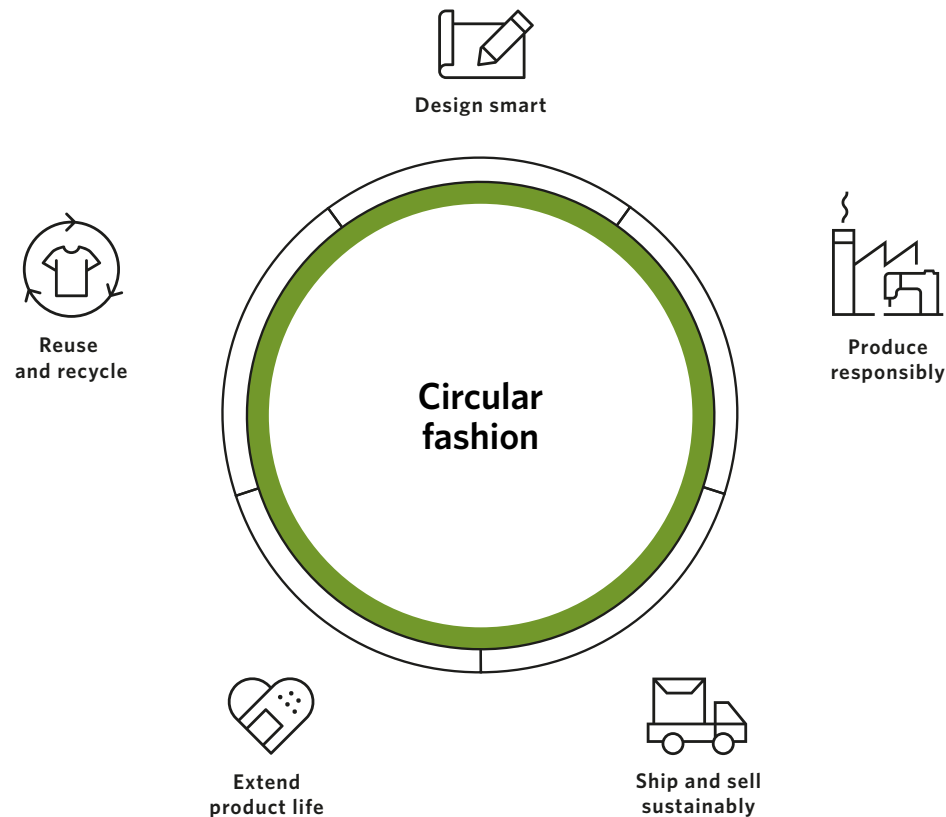 Design smart
Reuse
and recycle
Produce
responsibly
Circular
fashion
Extend
product life
Ship and sell
sustainably